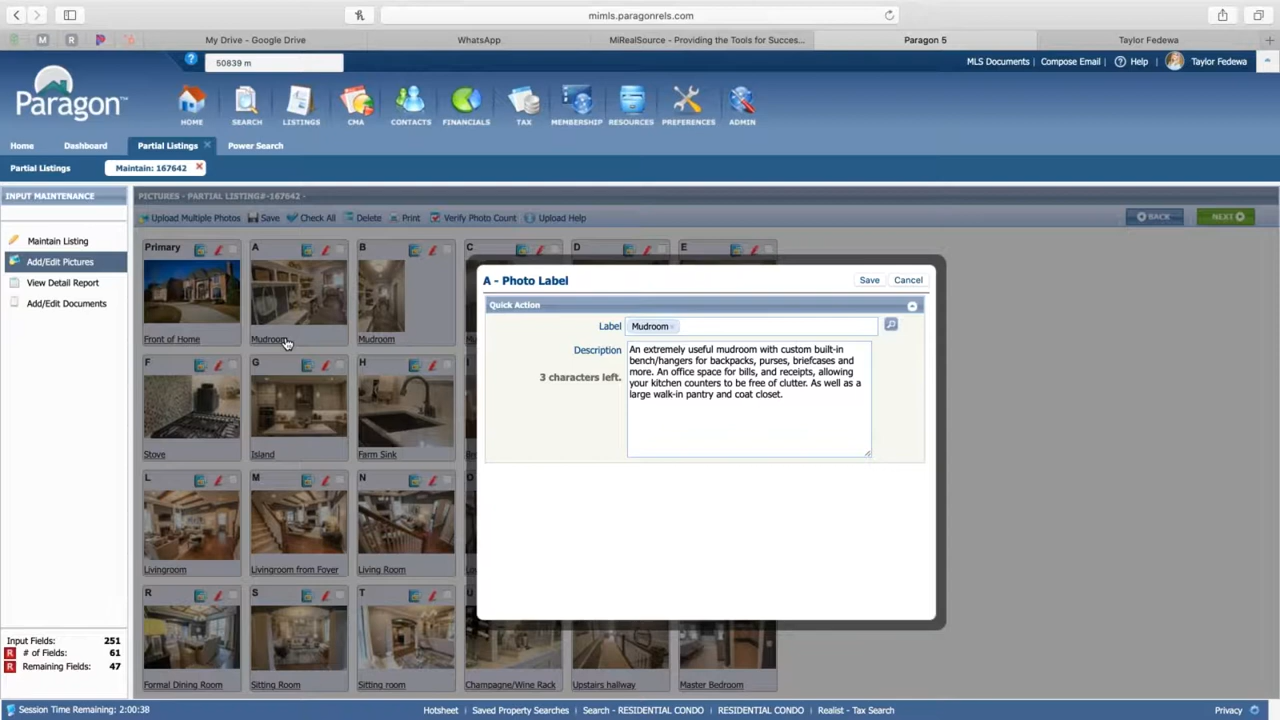 mimls.paragonrels.com
My Drive - Google Drive
WhatsApp
MiRealSource - Providing the Tools for Succes...
Paragon 5
Taylor Fedewa
50839 m
MLS Documents | Compose Email | Help | Taylor Fedewa
Paragon™
HOME SEARCH LISTINGS CMA CONTACTS FINANCIALS TAX MEMBERSHIP RESOURCES PREFERENCES ADMIN
Home Dashboard Partial Listings Power Search
Partial Listings Maintain: 167642
INPUT MAINTENANCE
Maintain Listing
Add/Edit Pictures
View Detail Report
Add/Edit Documents
PICTURES - PARTIAL LISTING#-167642 -
Upload Multiple Photos Save Check All Delete Print Verify Photo Count Upload Help BACK NEXT
Primary A B C D E
Front of Home Mudroom Mudroom
F G H
Stove Island Farm Sink
L M N
Livingroom Livingroom from Foyer Living Room
R S T
Formal Dining Room Sitting Room Sitting room Champagne/Wine Rack Upstairs hallway Master Bedroom
A - Photo Label Save Cancel
Quick Action
Label Mudroom
Description
3 characters left.
An extremely useful mudroom with custom built-in
bench/hangers for backpacks, purses, briefcases and
more. An office space for bills, and receipts, allowing
your kitchen counters to be free of clutter. As well as a
large walk-in pantry and coat closet.
Input Fields: 251
R # of Fields: 61
R Remaining Fields: 47
Session Time Remaining: 2:00:38
Hotsheet | Saved Property Searches | Search - RESIDENTIAL CONDO | RESIDENTIAL CONDO | Realist - Tax Search
Privacy